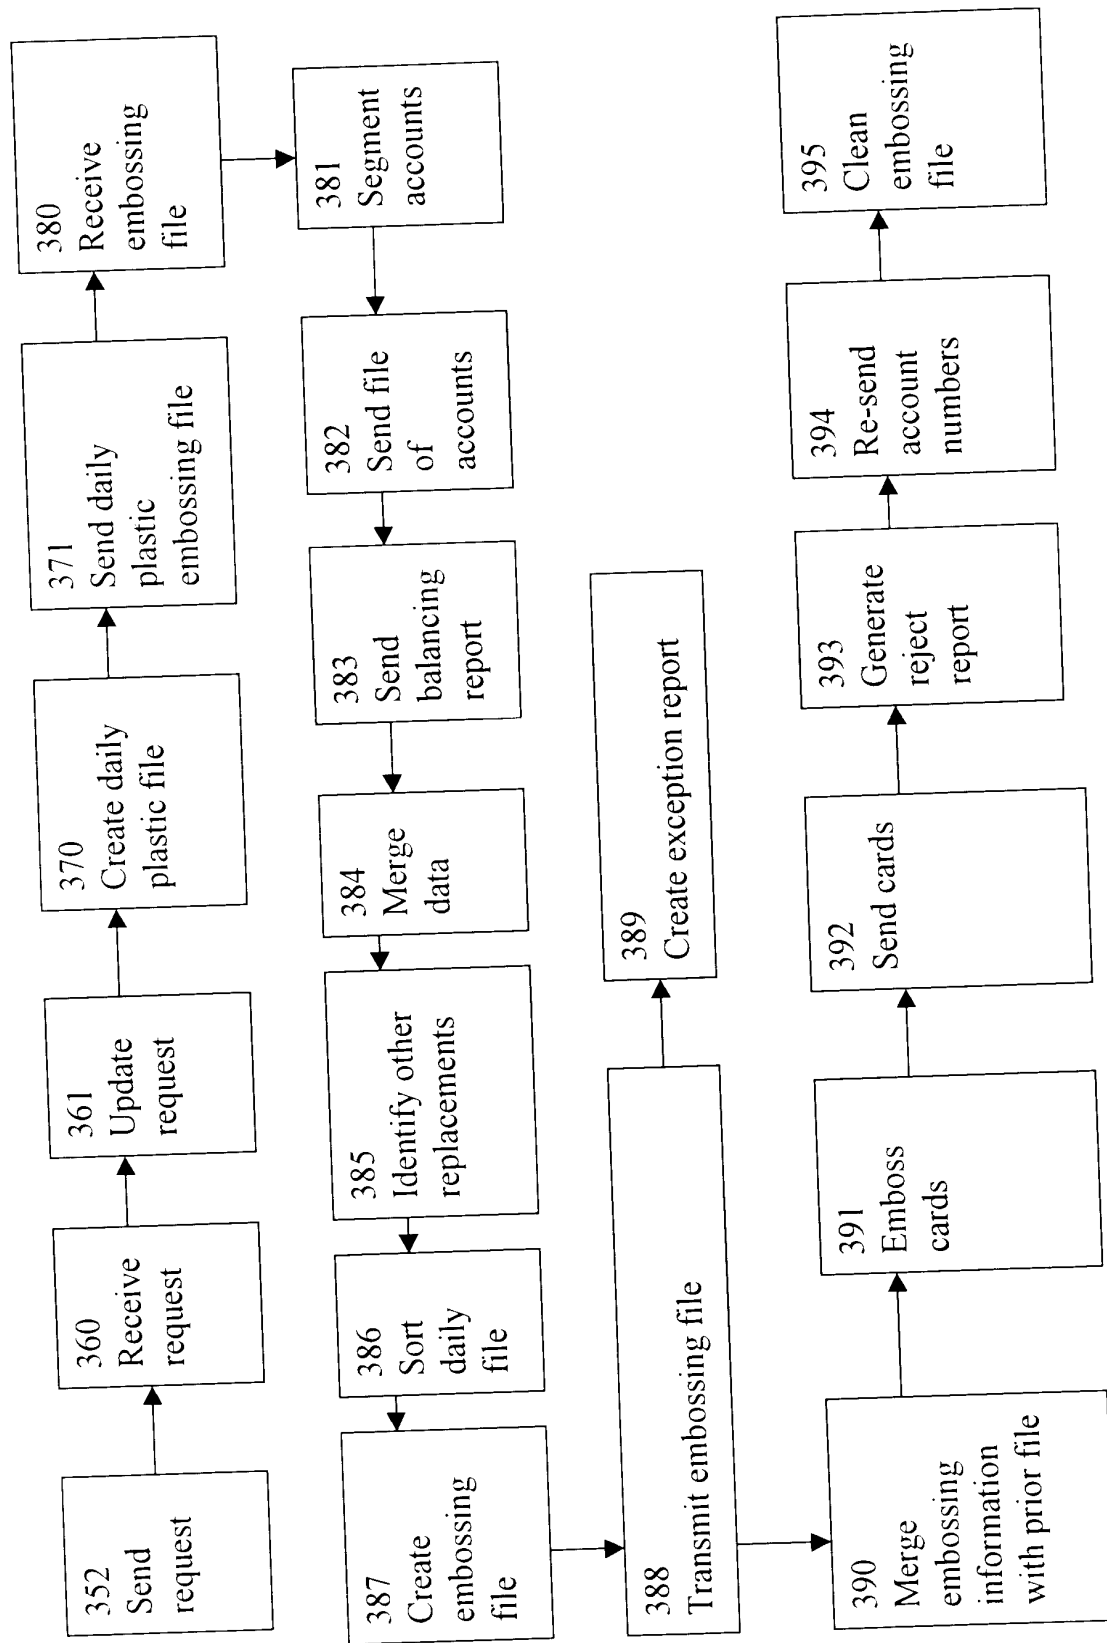 352
Send
request
360
Receive
request
361
Update
request
370
Create daily
plastic file
371
Send daily
plastic
embossing file
380
Receive
embossing
file
381
Segment
accounts
382
Send file
of
accounts
383
Send
balancing
report
384
Merge
data
385
Identify other
replacements
386
Sort
daily
file
387
Create
embossing
file
388
Transmit embossing file
389
Create exception report
390
Merge
embossing
information
with prior file
391
Emboss
cards
392
Send cards
393
Generate
reject
report
394
Re-send
account
numbers
395
Clean
embossing
file